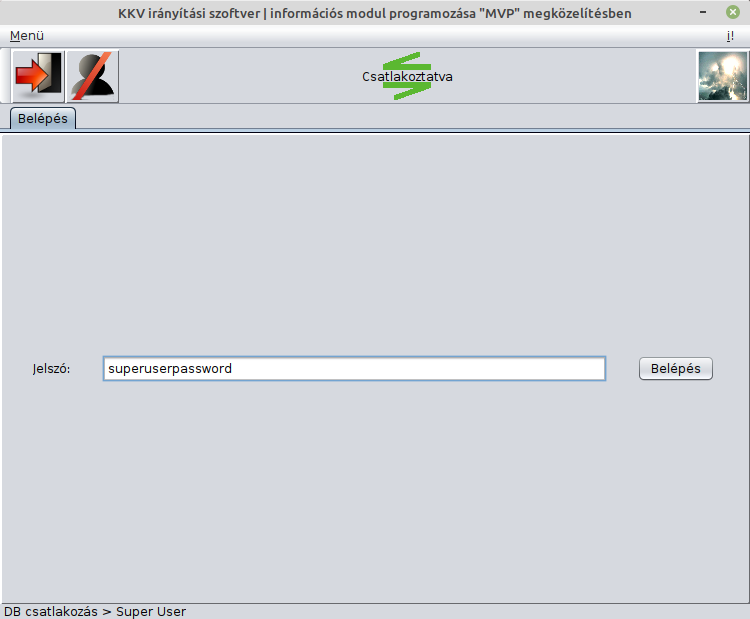 KKV irányítási szoftver | információs modul programozása "MVP" megközelítésben
Menü i!
Csatlakoztatva
Belépés
Jelszó: superuserpassword Belépés
DB csatlakozás > Super User